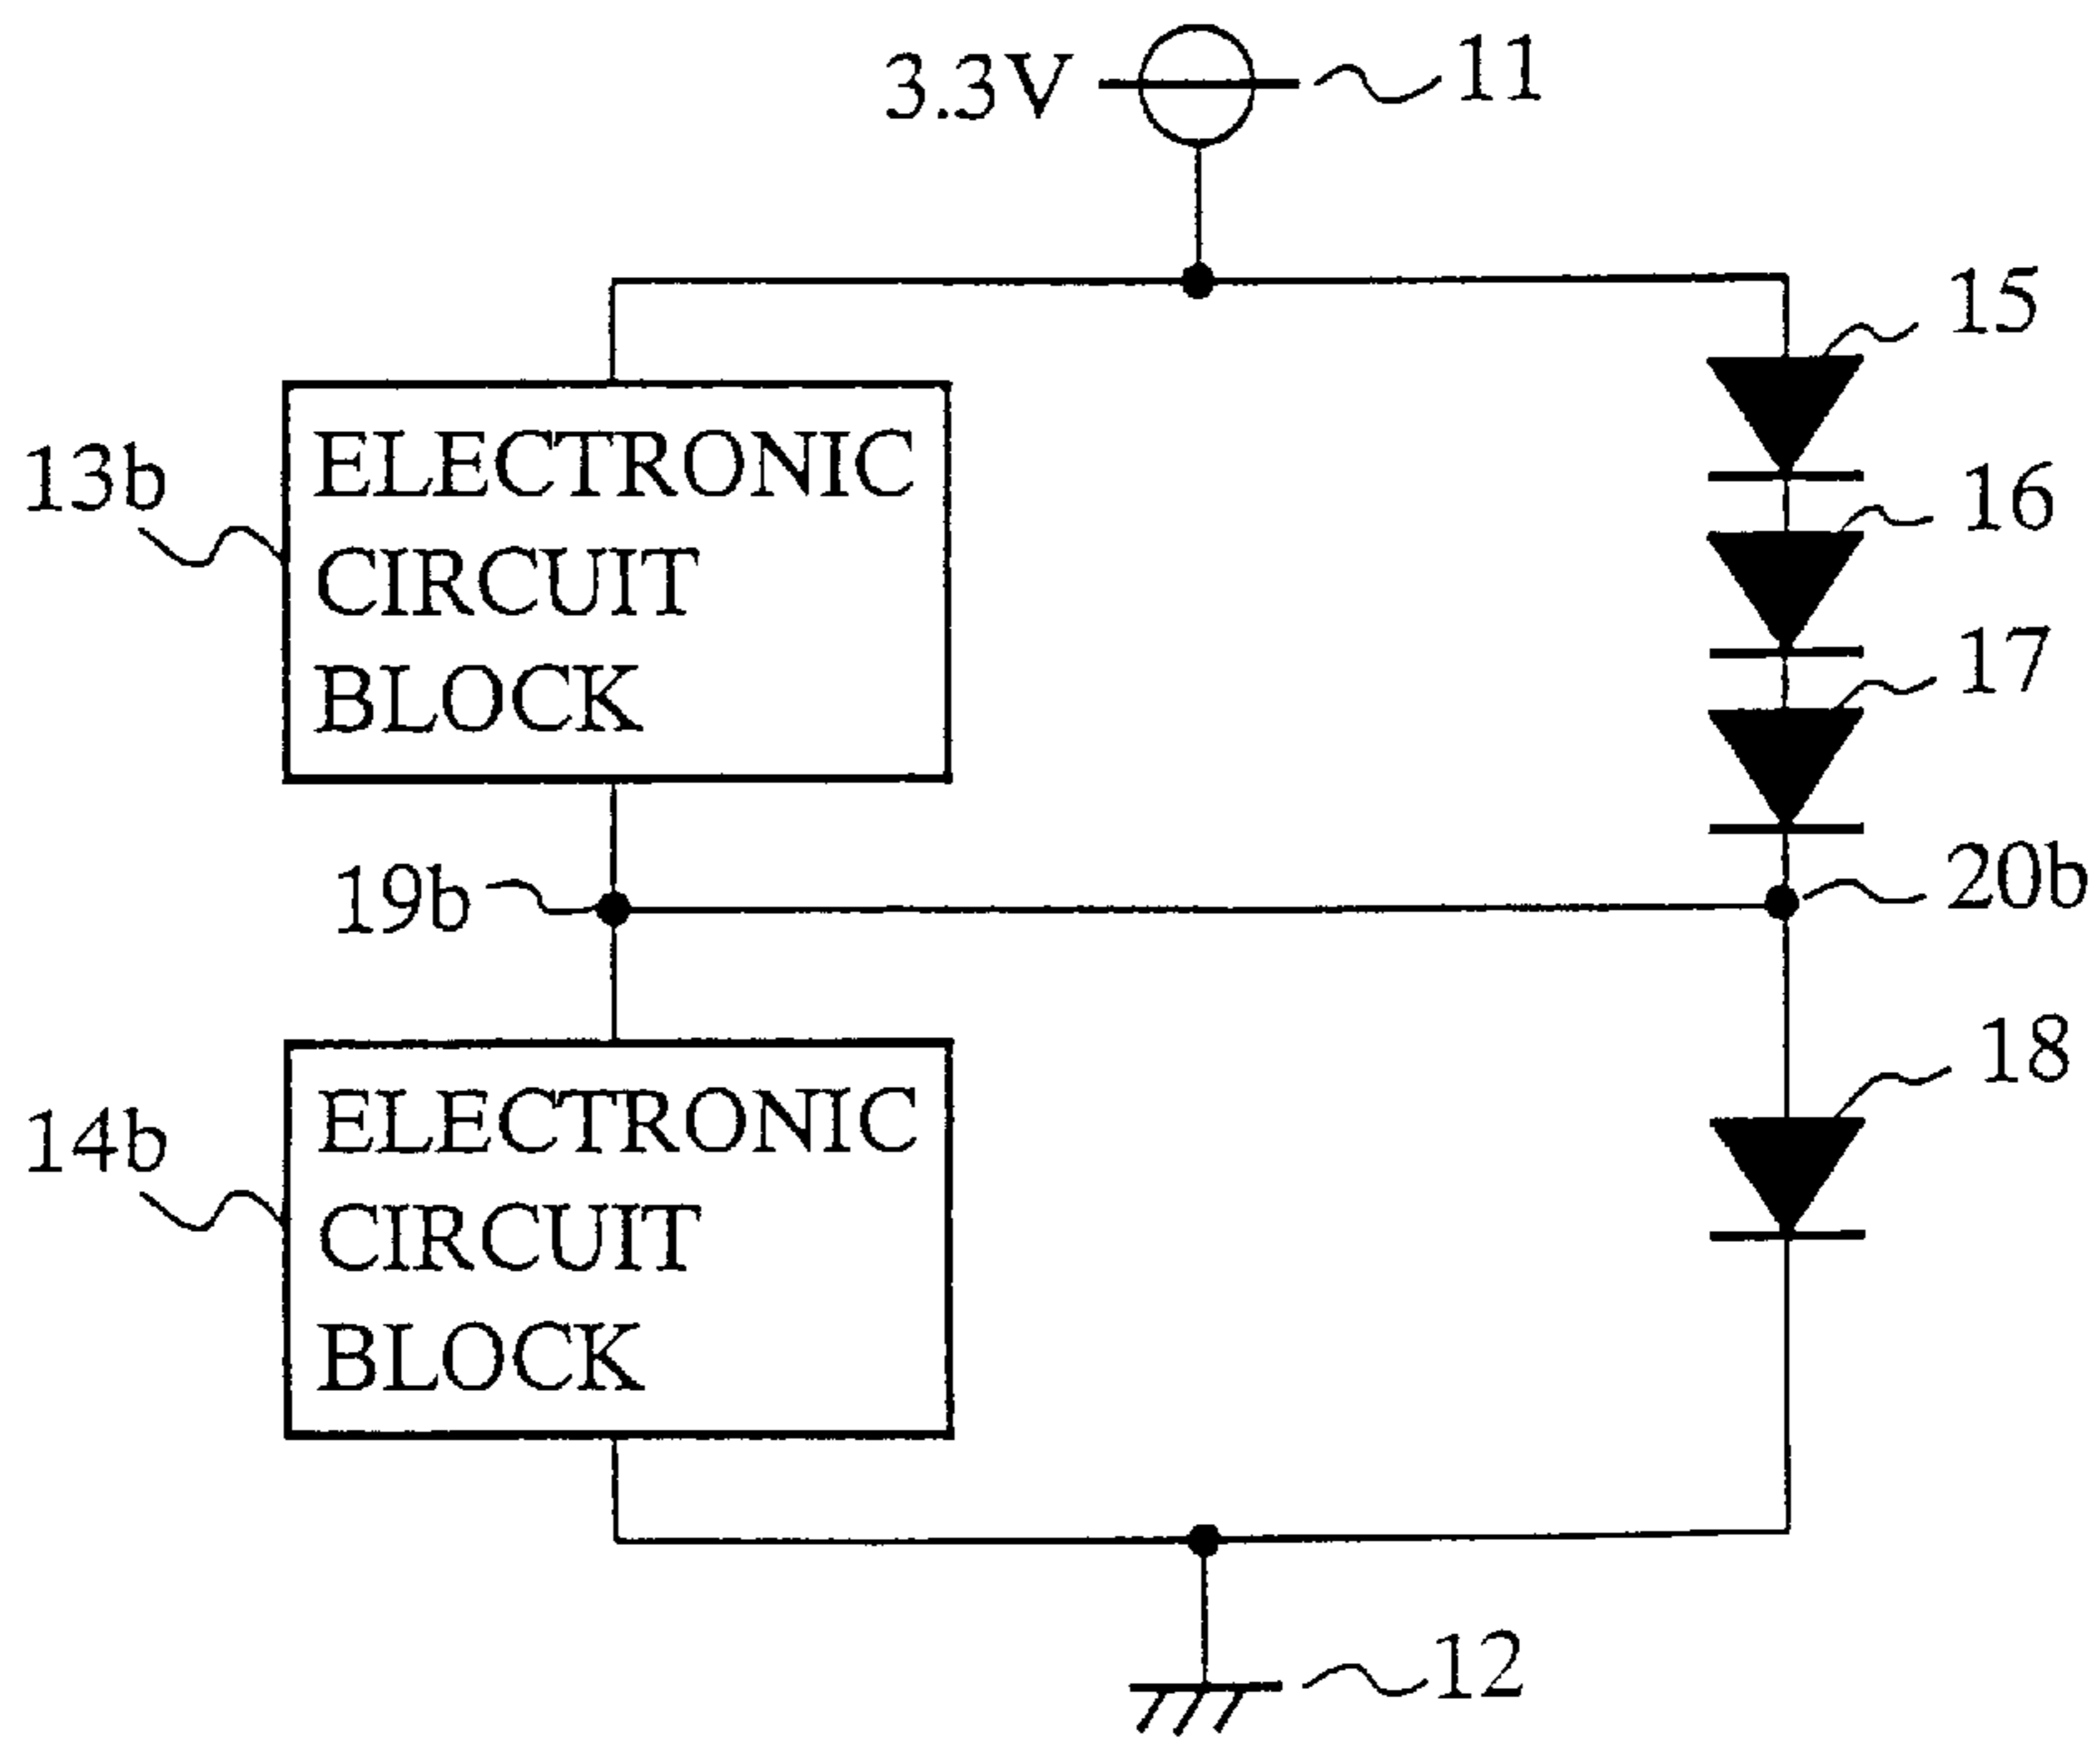 3.3V
11
15
13b
ELECTRONIC
CIRCUIT
BLOCK
16
17
19b
20b
18
14b
ELECTRONIC
CIRCUIT
BLOCK
12